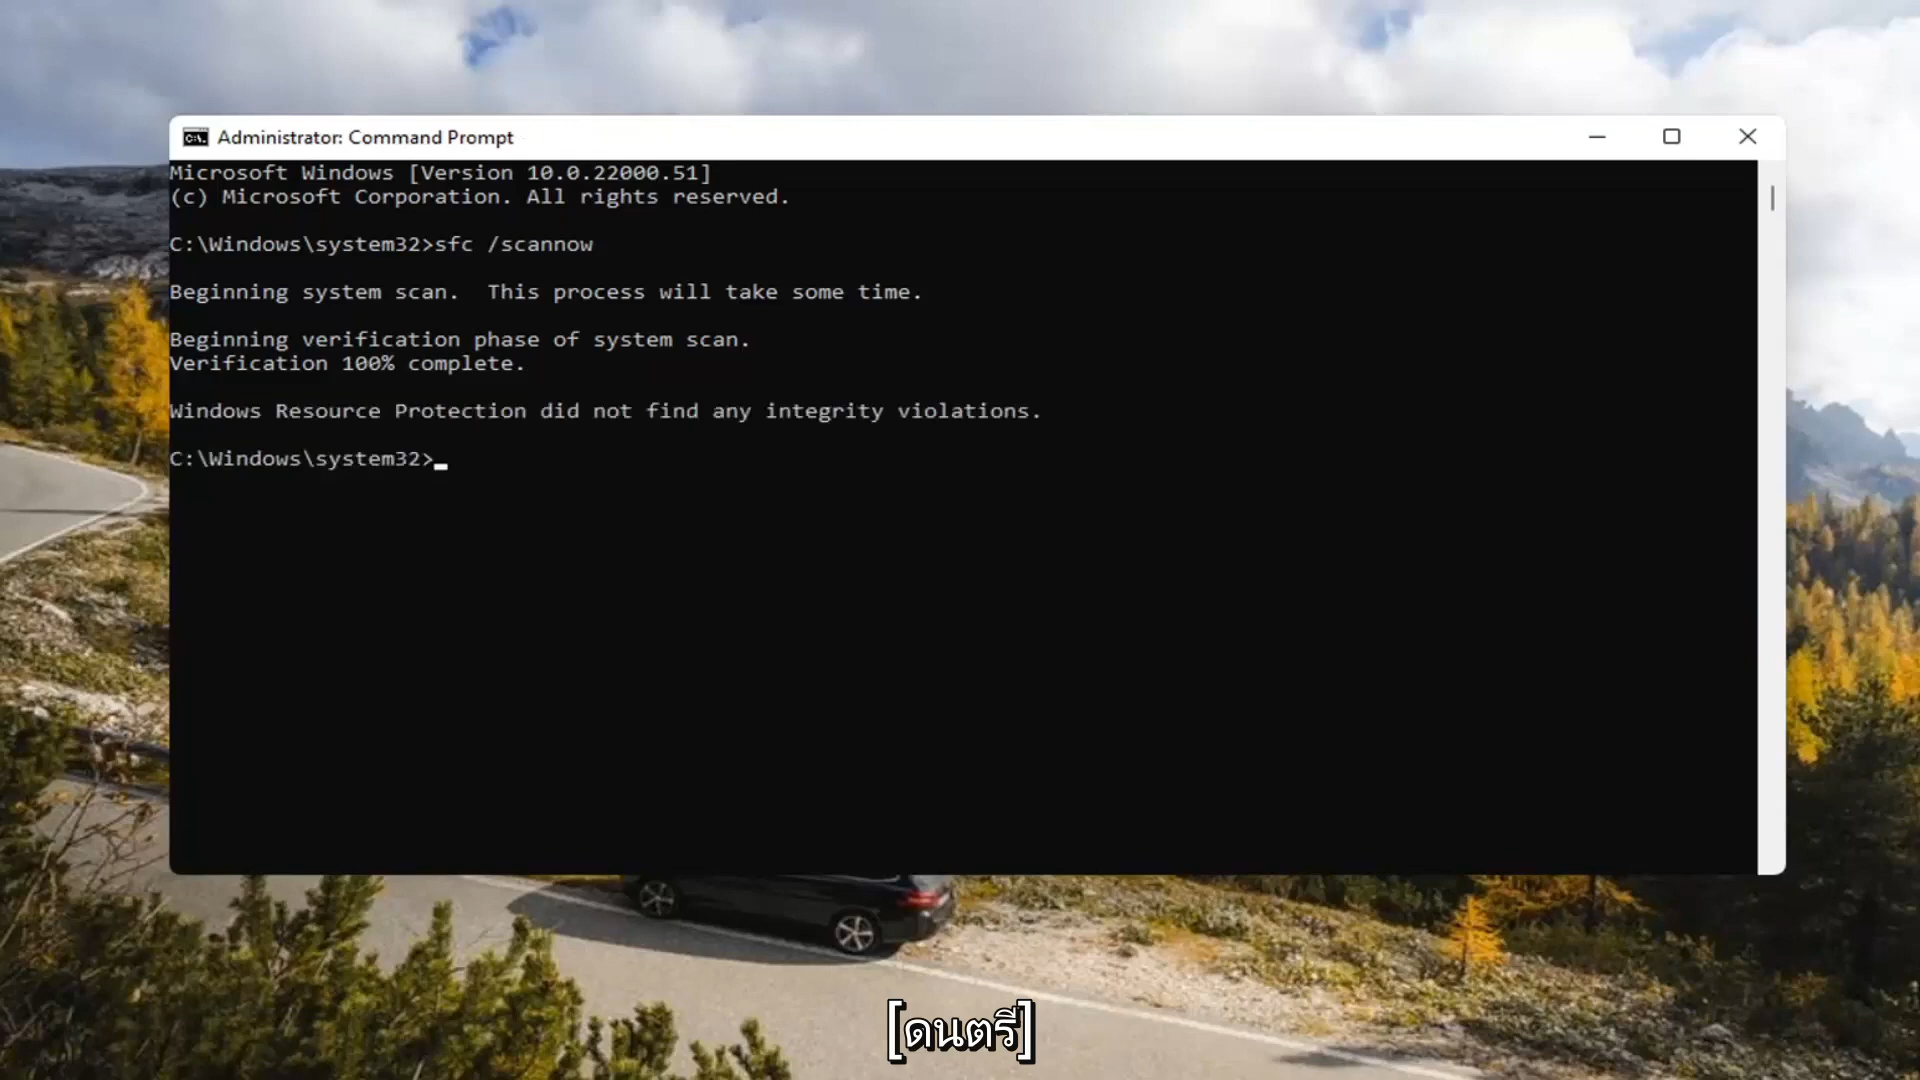 Administrator: Command Prompt
Microsoft Windows [Version 10.0.22000.51]
(c) Microsoft Corporation. All rights reserved.
C:\Windows\system32>sfc /scannow
Beginning system scan.  This process will take some time.
Beginning verification phase of system scan.
Verification 100% complete.
Windows Resource Protection did not find any integrity violations.
C:\Windows\system32>
[ดนตรี]